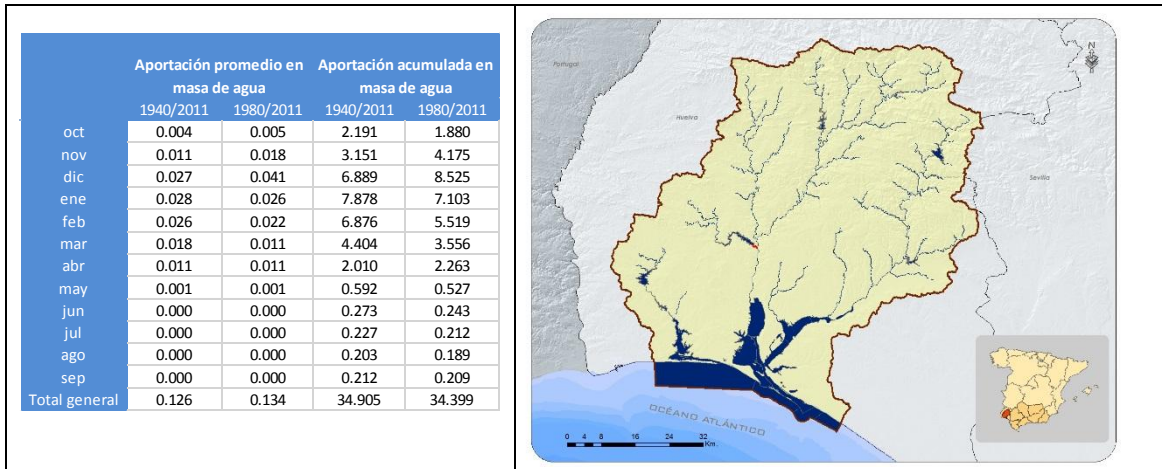 Aportación promedio en masa de agua Aportación acumulada en masa de agua
1940/2011 1980/2011 1940/2011 1980/2011
oct 0.004 0.005 2.191 1.880
nov 0.011 0.018 3.151 4.175
dic 0.027 0.041 6.889 8.525
ene 0.028 0.026 7.878 7.103
feb 0.026 0.022 6.876 5.519
mar 0.018 0.011 4.404 3.556
abr 0.011 0.011 2.010 2.263
may 0.001 0.001 0.592 0.527
jun 0.000 0.000 0.273 0.243
jul 0.000 0.000 0.227 0.212
ago 0.000 0.000 0.203 0.189
sep 0.000 0.000 0.212 0.209
Total general 0.126 0.134 34.905 34.399
N
Portugal
Huelva
Sevilla
OCÉANO ATLÁNTICO
0 4 8 16 24 32
Km.